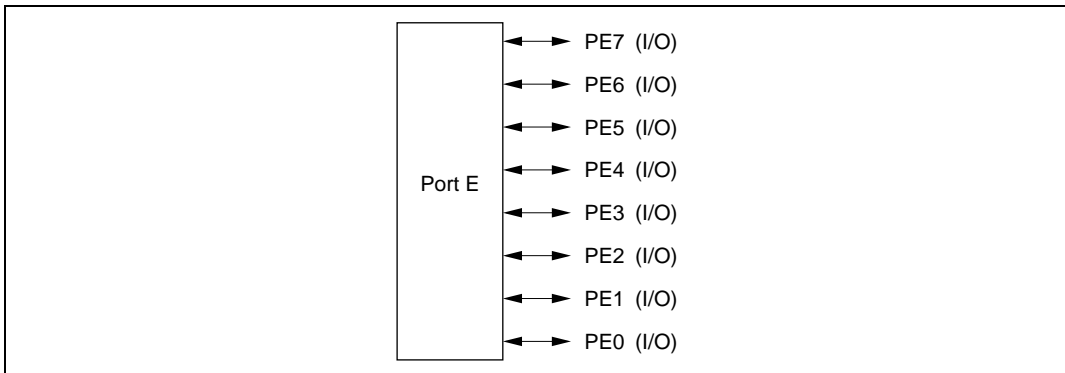 PE7 (I/O)
PE6 (I/O)
PE5 (I/O)
PE4 (I/O)
Port E
PE3 (I/O)
PE2 (I/O)
PE1 (I/O)
PE0 (I/O)